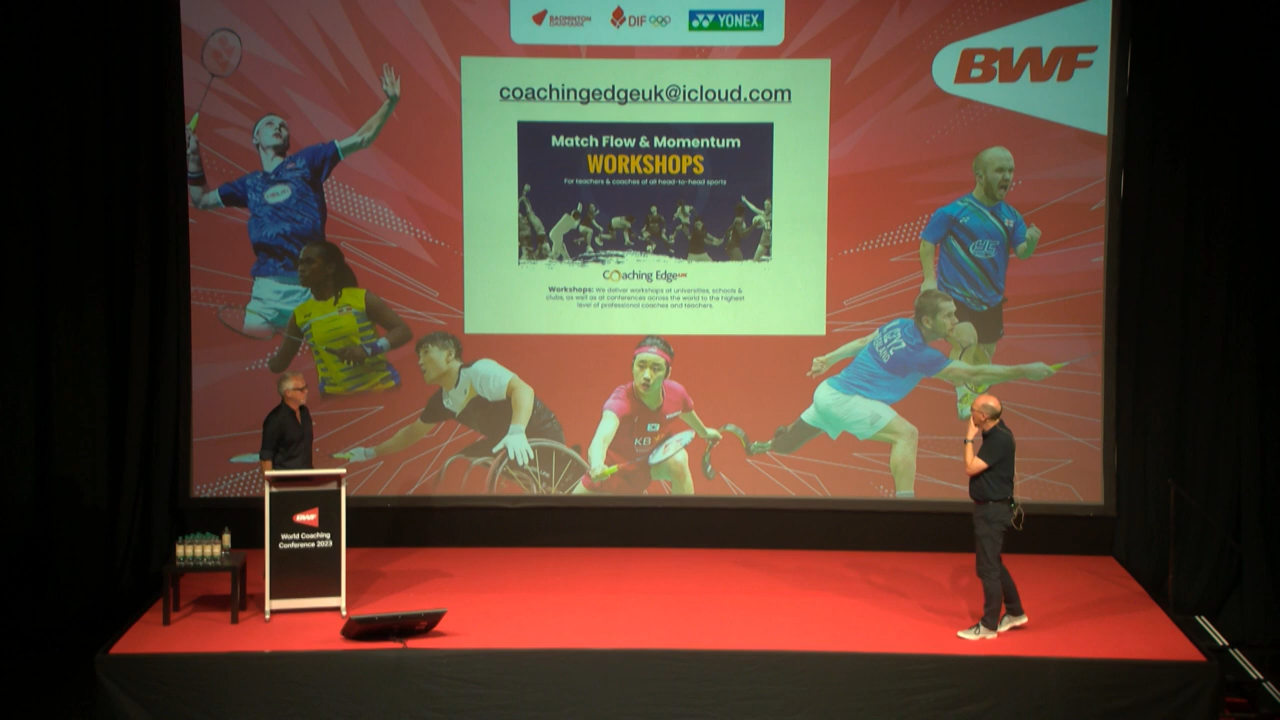 BADMINTON
DANMARK
DIF
YONEX
BWF
coachingedgeuk@icloud.com
Match Flow & Momentum
WORKSHOPS
For teachers & coaches of all head-to-head sports
Coaching Edge UK
Workshops: We deliver workshops at universities, schools &
clubs, as well as at conferences across the world to the highest
level of professional coaches and teachers.
ENGLAND
KB
BWF
World Coaching
Conference 2023